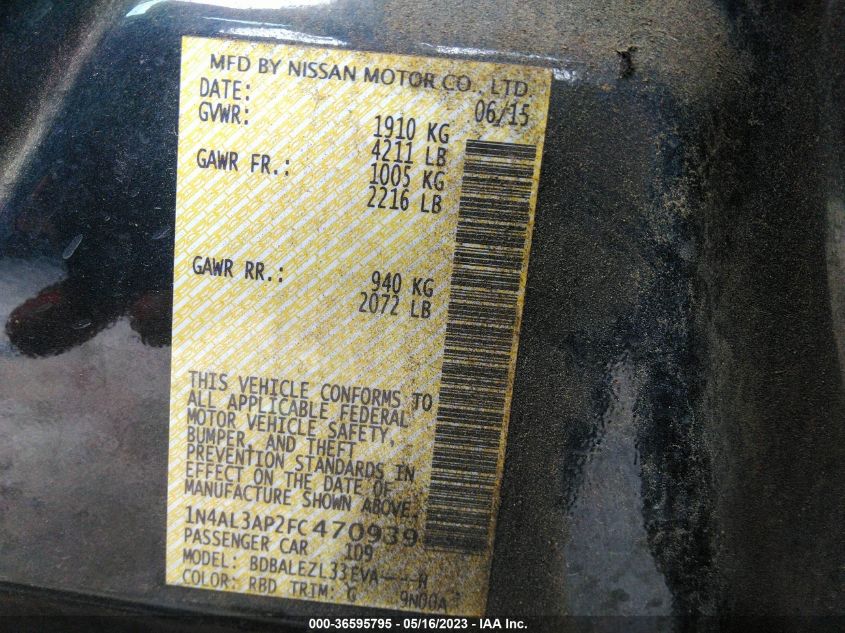 MFD BY NISSAN MOTOR CO., LTD.
DATE: 06/15
GVWR: 1910 KG
4211 LB
GAWR FR.: 1005 KG
2216 LB
GAWR RR.: 940 KG
2072 LB
THIS VEHICLE CONFORMS TO
ALL APPLICABLE FEDERAL
MOTOR VEHICLE SAFETY,
BUMPER, AND THEFT
PREVENTION STANDARDS IN
EFFECT ON THE DATE OF
MANUFACTURE SHOWN ABOVE.
1N4AL3AP2FC470939
PASSENGER CAR 109
MODEL: BDBALEZL33EVA---H
COLOR: RBD TRIM: G 9N00A
000-36595795 - 05/16/2023 - IAA Inc.